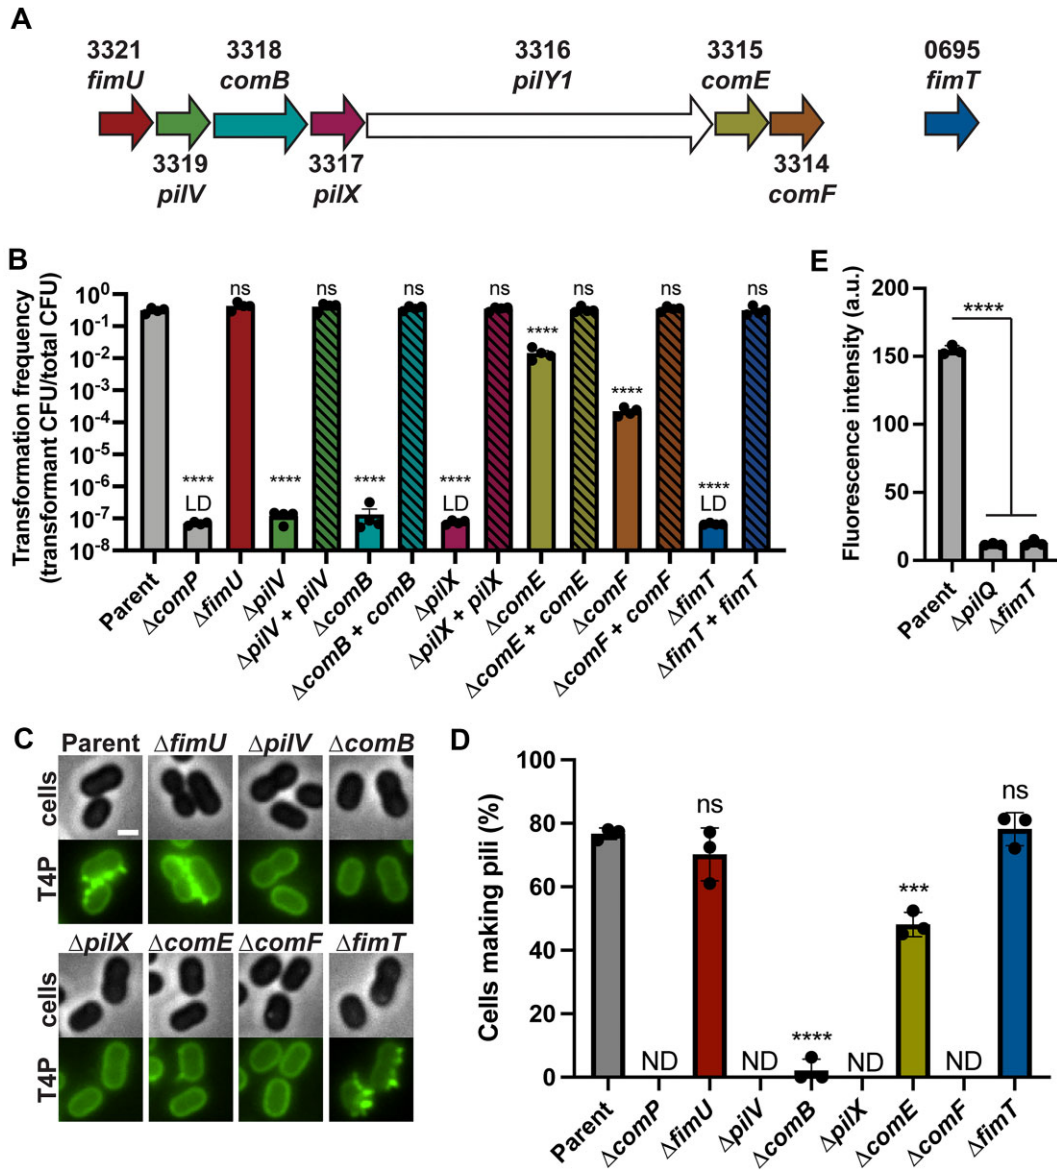 A
3321 3318 3316 3315 0695
fimU comB pilY1 comE fimT
3319 3317 3314
pilV pilX comF
B
Transformation frequency
(transformant CFU/total CFU)
10⁰
10⁻¹
10⁻²
10⁻³
10⁻⁴
10⁻⁵
10⁻⁶
10⁻⁷
10⁻⁸
ns ns ns ns ns ns ns
**** **** **** **** **** **** ****
LD LD LD
Parent
ΔcomP
ΔfimU
ΔpilV
ΔpilV + pilV
ΔcomB
ΔcomB + comB
ΔpilX
ΔpilX + pilX
ΔcomE
ΔcomE + comE
ΔcomF
ΔcomF + comF
ΔfimT
ΔfimT + fimT
E
Fluorescence intensity (a.u.)
200
150
100
50
0
****
Parent
ΔpilQ
ΔfimT
C
Parent ΔfimU ΔpilV ΔcomB
cells
T4P
ΔpilX ΔcomE ΔcomF ΔfimT
cells
T4P
D
Cells making pili (%)
100
80
60
40
20
0
ND ns ND **** ND *** ND ns
Parent
ΔcomP
ΔfimU
ΔpilV
ΔcomB
ΔpilX
ΔcomE
ΔcomF
ΔfimT